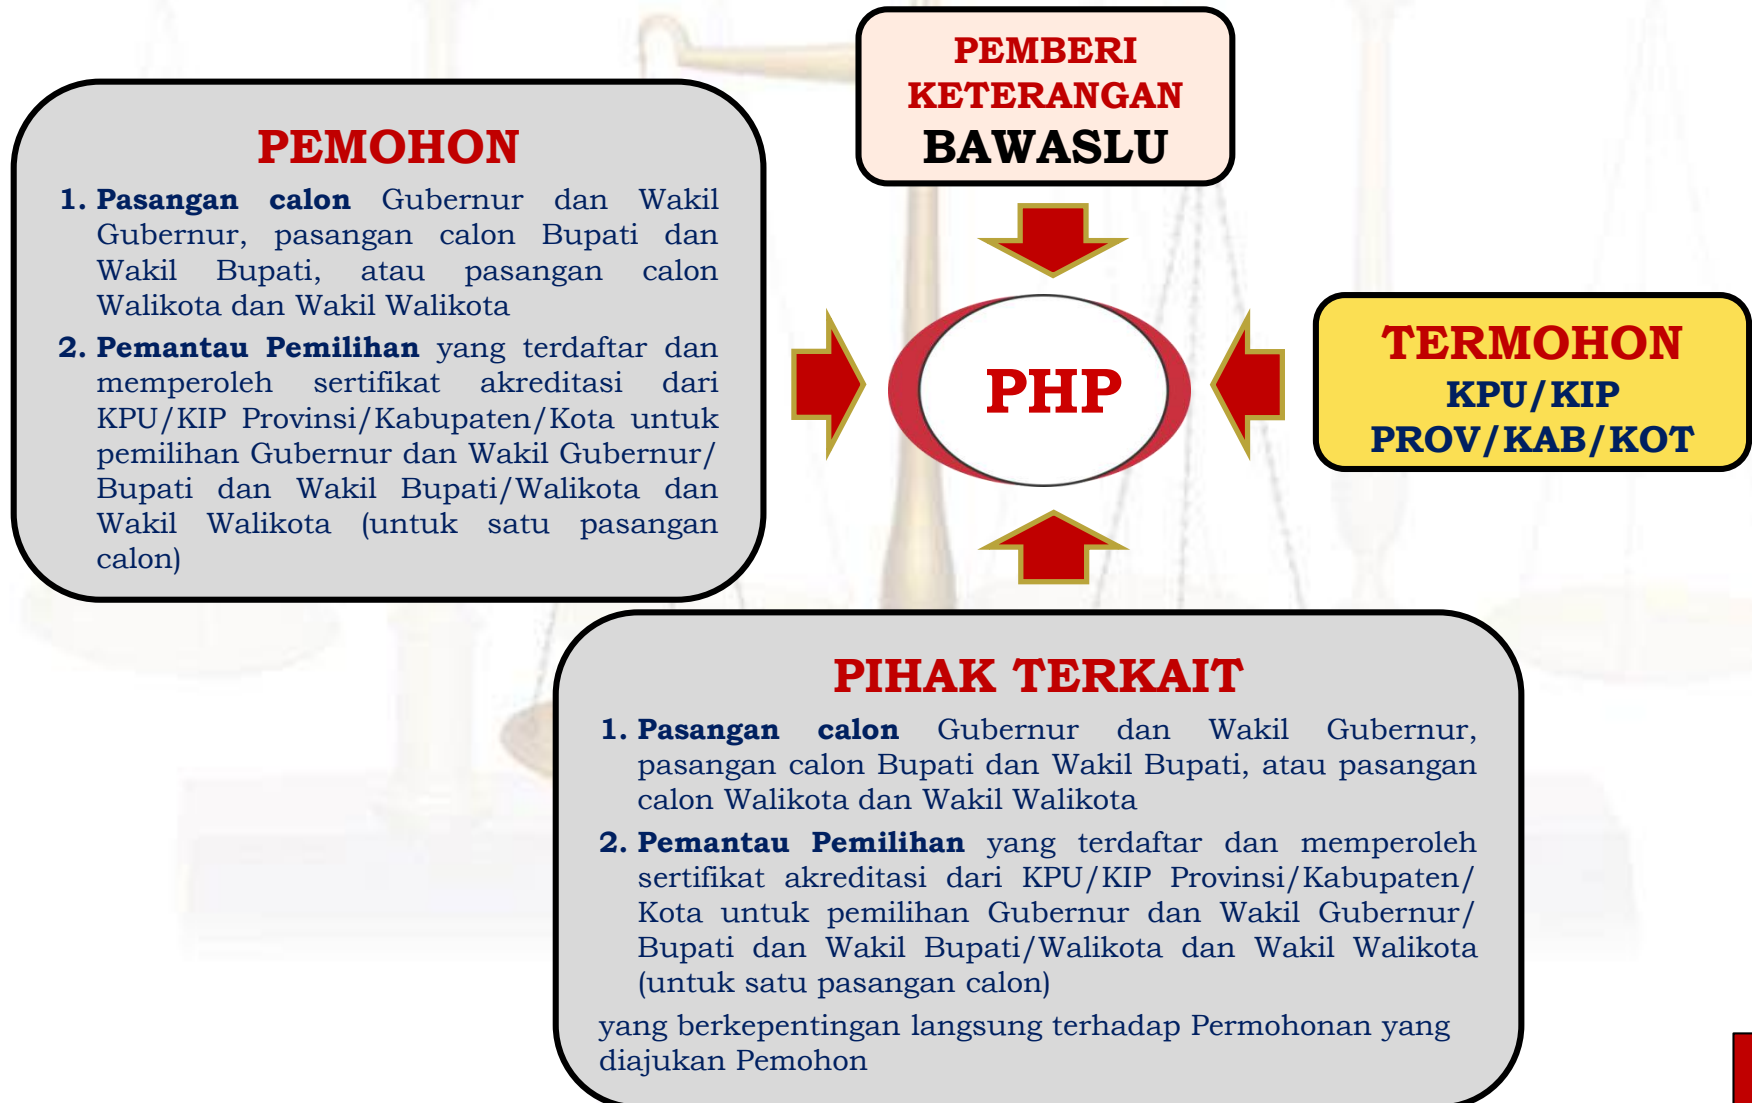 PEMBERI
KETERANGAN
BAWASLU
PEMOHON
1. Pasangan calon Gubernur dan Wakil
Gubernur, pasangan calon Bupati dan
Wakil Bupati, atau pasangan calon
Walikota dan Wakil Walikota
2. Pemantau Pemilihan yang terdaftar dan
memperoleh sertifikat akreditasi dari
KPU/KIP Provinsi/Kabupaten/Kota untuk
pemilihan Gubernur dan Wakil Gubernur/
Bupati dan Wakil Bupati/Walikota dan
Wakil Walikota (untuk satu pasangan
calon)
PHP
TERMOHON
KPU/KIP
PROV/KAB/KOT
PIHAK TERKAIT
1. Pasangan calon Gubernur dan Wakil Gubernur,
pasangan calon Bupati dan Wakil Bupati, atau pasangan
calon Walikota dan Wakil Walikota
2. Pemantau Pemilihan yang terdaftar dan memperoleh
sertifikat akreditasi dari KPU/KIP Provinsi/Kabupaten/
Kota untuk pemilihan Gubernur dan Wakil Gubernur/
Bupati dan Wakil Bupati/Walikota dan Wakil Walikota
(untuk satu pasangan calon)
yang berkepentingan langsung terhadap Permohonan yang
diajukan Pemohon